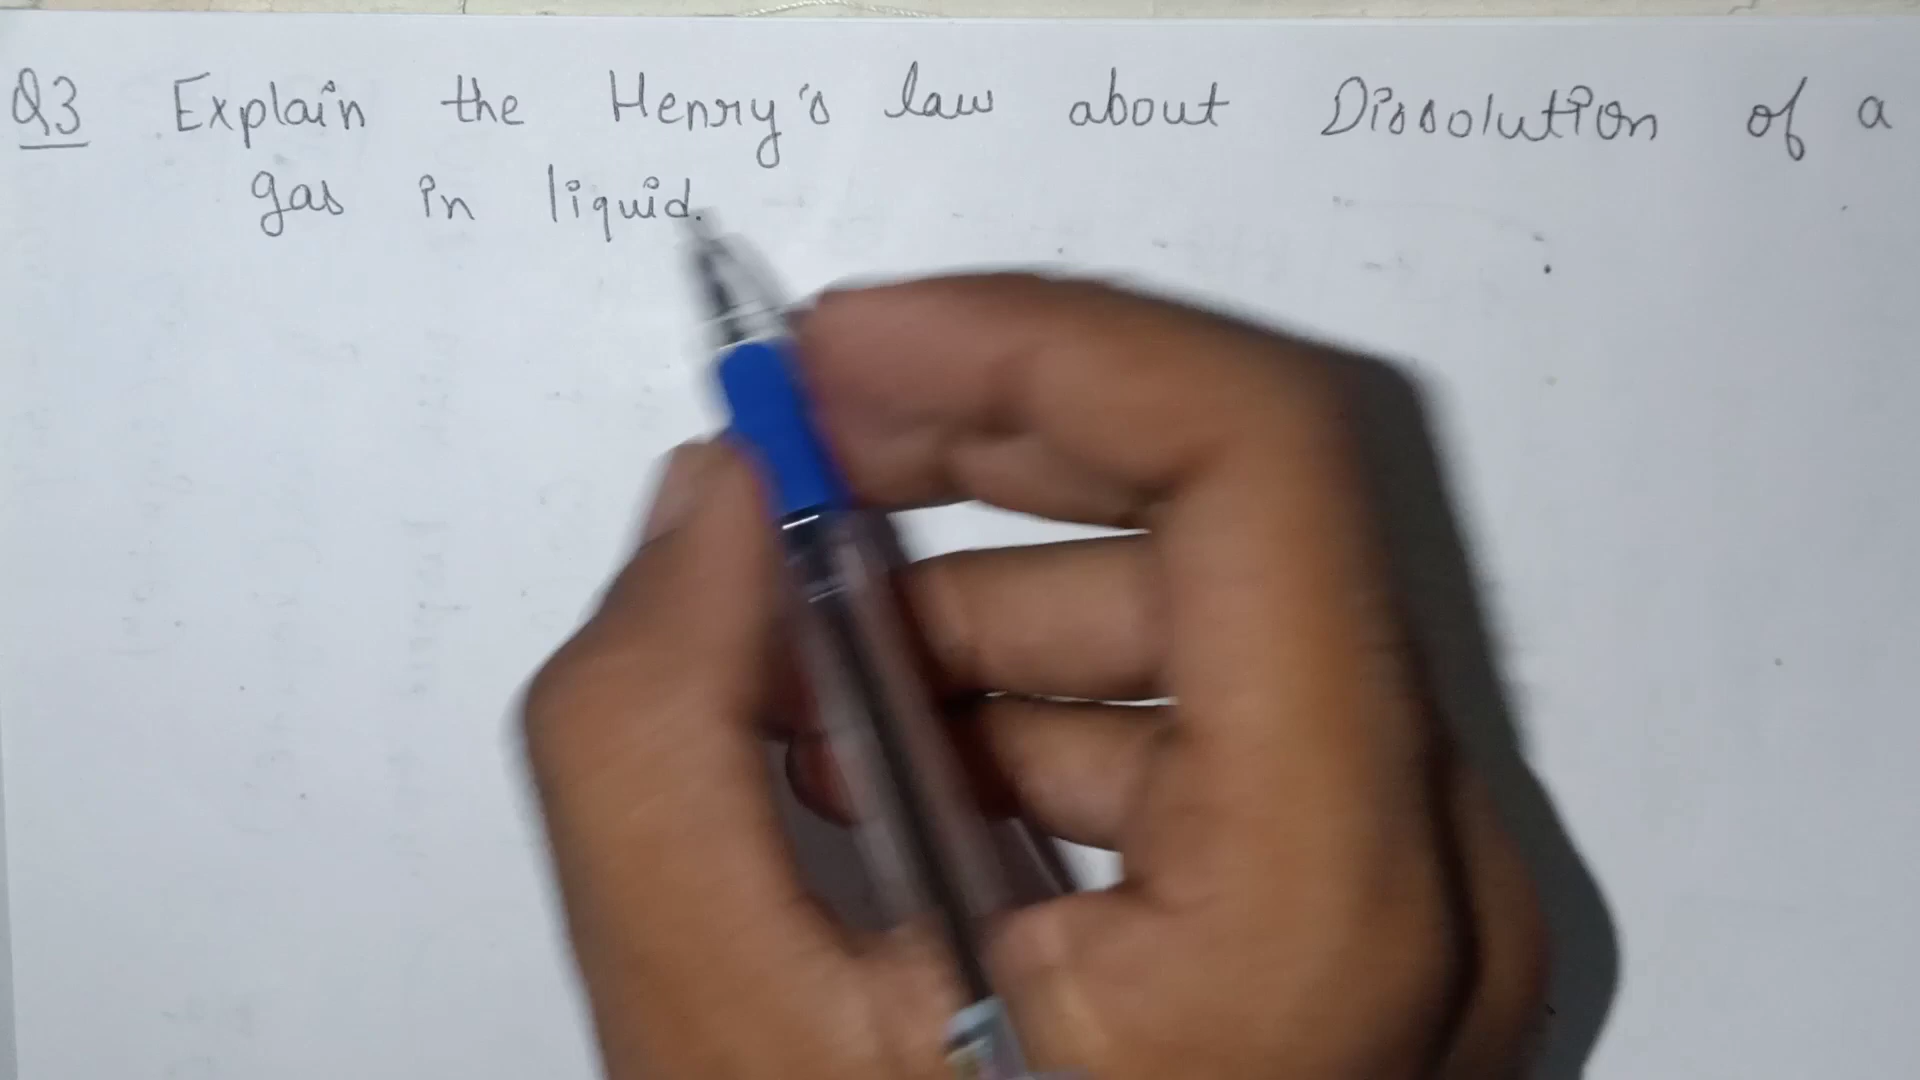 Q3 Explain the Henry's law about Dissolution of a
gas in liquid.